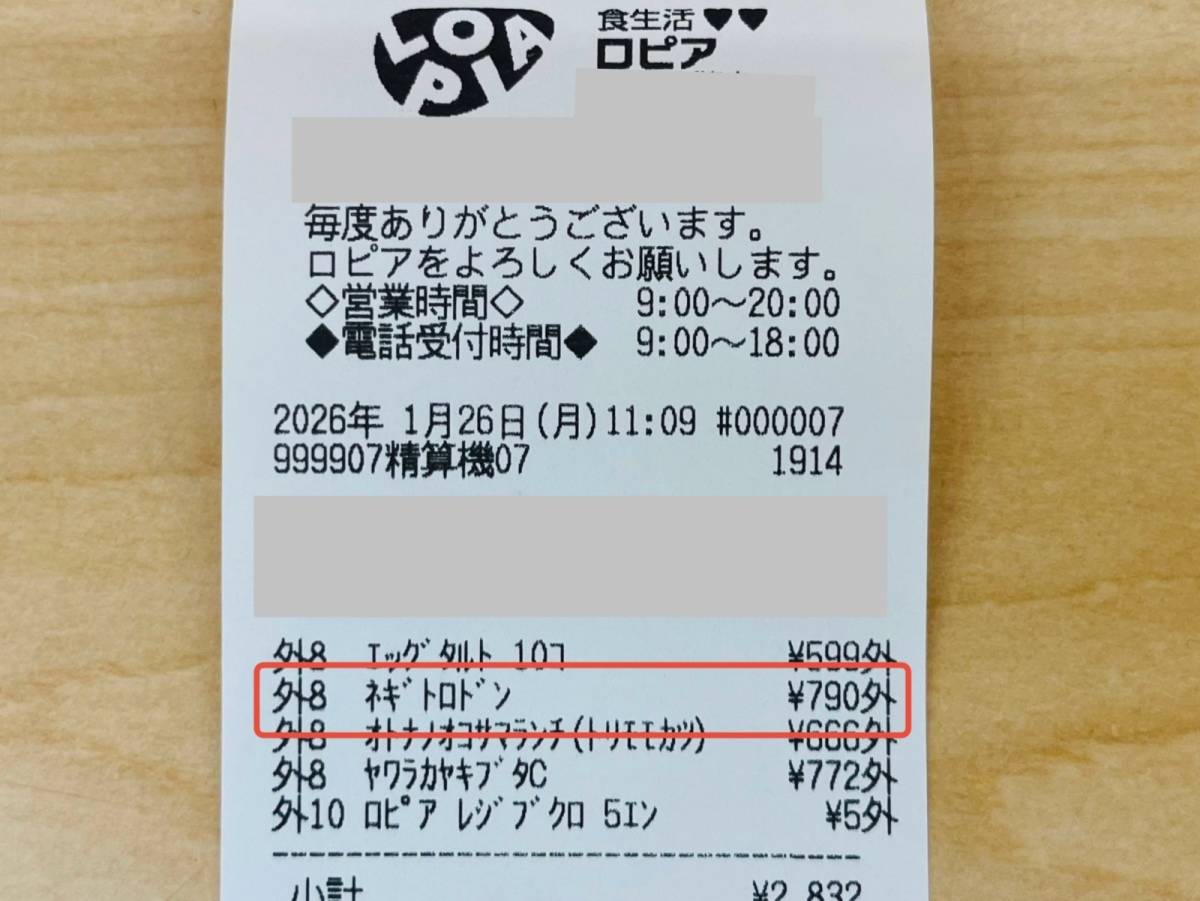 LOPIA
食生活♥♥
ロピア
毎度ありがとうございます。
ロピアをよろしくお願いします。
◇営業時間◇ 9:00～20:00
◆電話受付時間◆ 9:00～18:00
2026年 1月26日(月)11:09 #000007
999907精算機07 1914
外8 ｴｯｸﾞﾀﾙﾄ 10ｺ ¥599外
外8 ﾈｷﾞﾄﾛﾄﾞﾝ ¥790外
外8 ｵﾄﾅﾉｵｺｻﾏﾗﾝﾁ(ﾄﾘﾓﾓｶﾂ) ¥666外
外8 ﾔﾜﾗｶﾔｷﾌﾞﾀC ¥772外
外10 ﾛﾋﾟｱ ﾚｼﾞﾌﾞｸﾛ 5ｴﾝ ¥5外
小計 ¥2,832